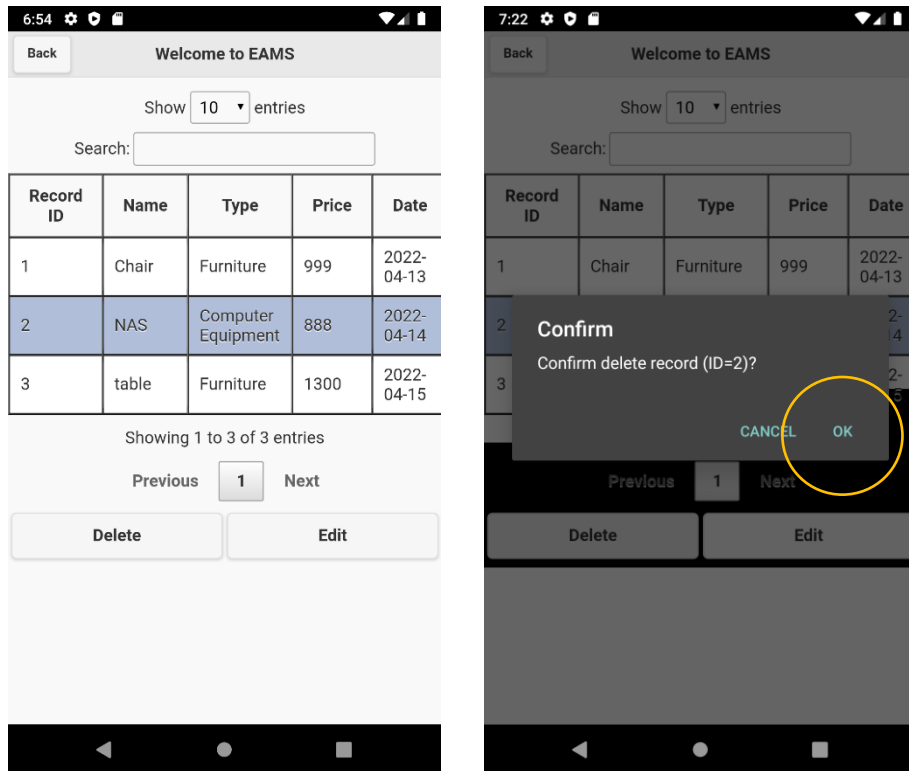 6:54
Back Welcome to EAMS
Show 10 entries
Search:
Record ID Name Type Price Date
1 Chair Furniture 999 2022-04-13
2 NAS Computer Equipment 888 2022-04-14
3 table Furniture 1300 2022-04-15
Showing 1 to 3 of 3 entries
Previous 1 Next
Delete Edit
7:22
Back Welcome to EAMS
Show 10 entries
Search:
Record ID Name Type Price Date
1 Chair Furniture 999 2022-04-13
2
3
Confirm
Confirm delete record (ID=2)?
CANCEL OK
Previous 1 Next
Delete Edit